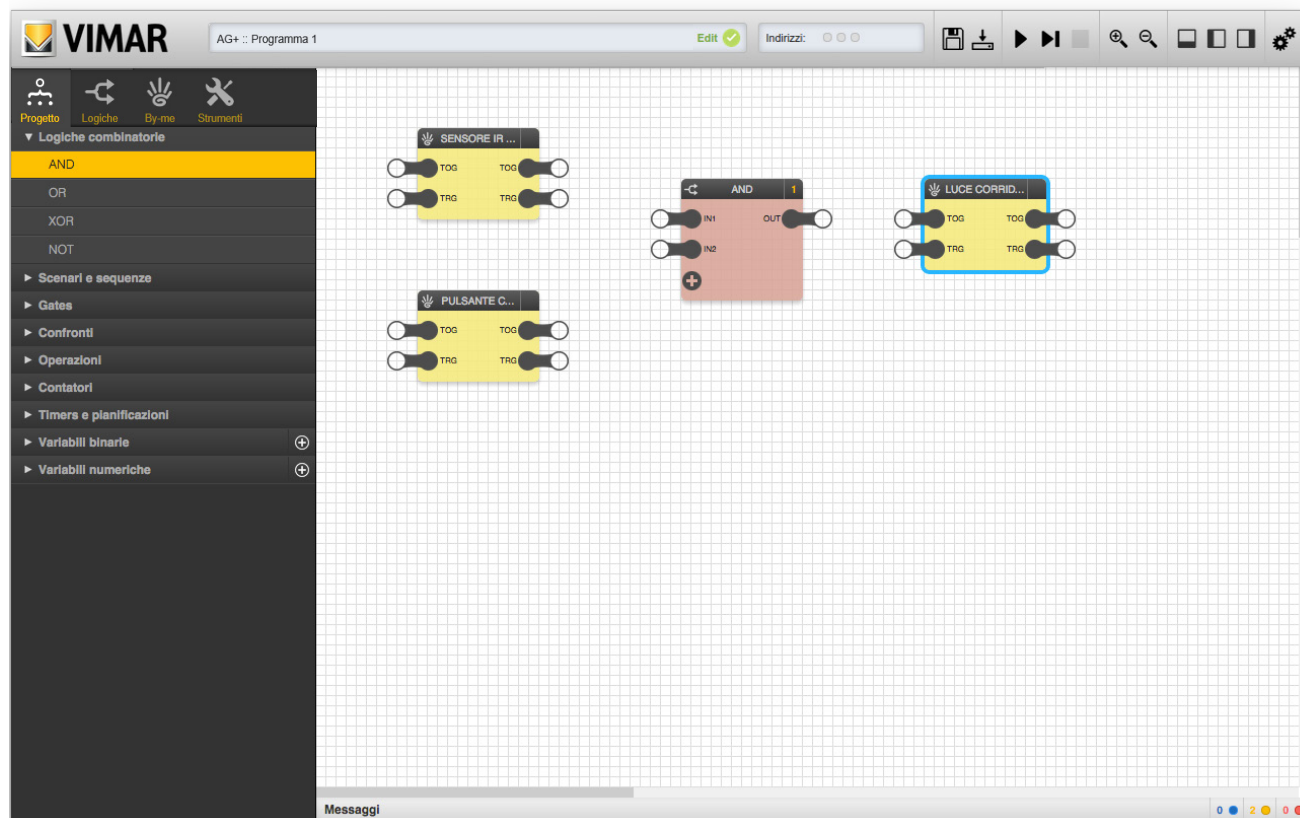 VIMAR
AG+ :: Programma 1
Edit
Indirizzi:
Progetto Logiche By-me Strumenti
Logiche combinatorie
AND
OR
XOR
NOT
Scenari e sequenze
Gates
Confronti
Operazioni
Contatori
Timers e pianificazioni
Variabili binarie
Variabili numeriche
SENSORE IR ...
TOG TOG
TRG TRG
AND 1
IN1 OUT
IN2
LUCE CORRID...
TOG TOG
TRG TRG
PULSANTE C...
TOG TOG
TRG TRG
Messaggi
0 2 0